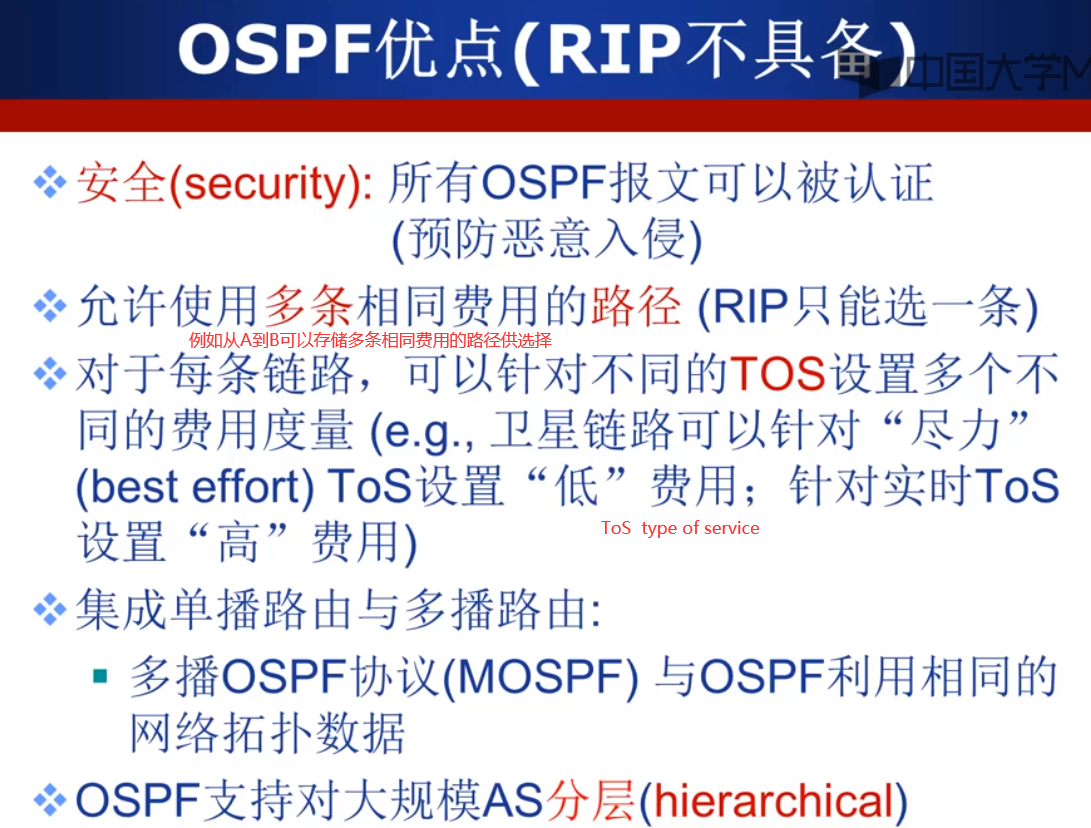 OSPF优点(RIP不具备)
中国大学M
安全(security): 所有OSPF报文可以被认证
(预防恶意入侵)
允许使用多条相同费用的路径 (RIP只能选一条)
例如从A到B可以存储多条相同费用的路径供选择
对于每条链路，可以针对不同的TOS设置多个不
同的费用度量 (e.g., 卫星链路可以针对“尽力”
(best effort) ToS设置“低”费用；针对实时ToS
设置“高”费用)
ToS type of service
集成单播路由与多播路由:
多播OSPF协议(MOSPF) 与OSPF利用相同的
网络拓扑数据
OSPF支持对大规模AS分层(hierarchical)